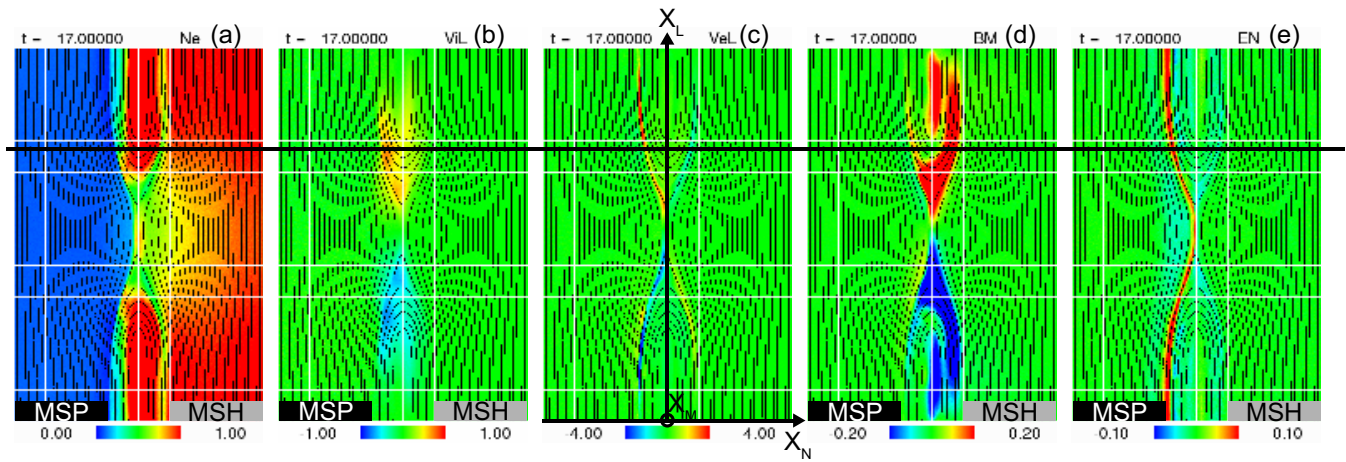 t = 17.00000 Ne (a)
t = 17.00000 ViL (b)
t = 17.00000 VeL (c)
t = 17.00000 BM (d)
t = 17.00000 EN (e)
X_L
MSP MSH
0.00 1.00
MSP MSH
-1.00 1.00
X_M
-4.00 4.00
X_N
MSP MSH
-0.20 0.20
MSP MSH
-0.10 0.10